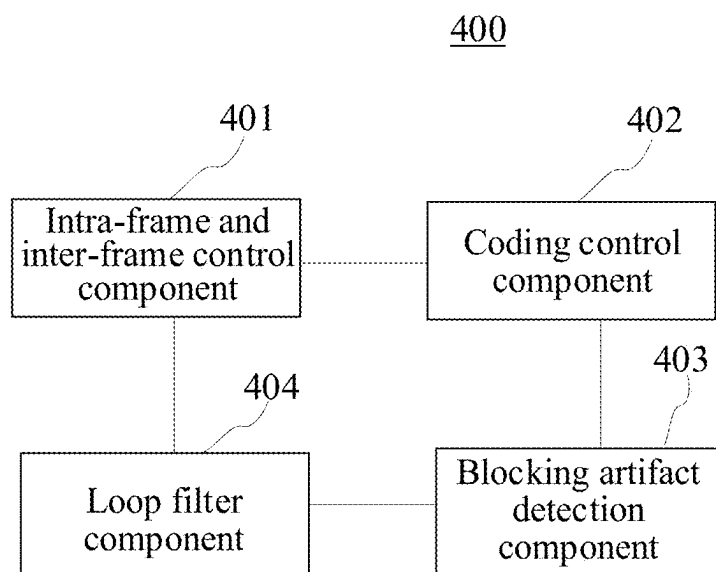 400
401
402
Intra-frame and
inter-frame control
component
Coding control
component
404
403
Loop filter
component
Blocking artifact
detection
component